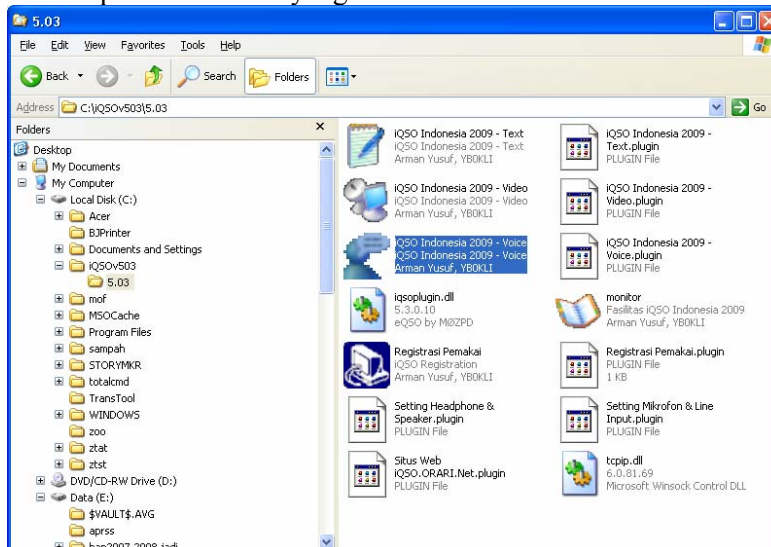 5.03
File Edit View Favorites Tools Help
Back Search Folders
Address C:\iQSOv503\5.03 Go
Folders x
Desktop
My Documents
My Computer
Local Disk (C:)
Acer
BJPrinter
Documents and Settings
iQSOv503
5.03
mof
MSOCache
Program Files
sampah
STORYMKR
totalcmd
TransTool
WINDOWS
zoo
ztat
ztst
DVD/CD-RW Drive (D:)
Data (E:)
$VAULT$.AVG
aprss
iQSO Indonesia 2009 - Text
iQSO Indonesia 2009 - Text
Arman Yusuf, YB0KLI
iQSO Indonesia 2009 -
Text.plugin
PLUGIN File
iQSO Indonesia 2009 - Video
iQSO Indonesia 2009 - Video
Arman Yusuf, YB0KLI
iQSO Indonesia 2009 -
Video.plugin
PLUGIN File
iQSO Indonesia 2009 - Voice
iQSO Indonesia 2009 - Voice
Arman Yusuf, YB0KLI
iQSO Indonesia 2009 -
Voice.plugin
PLUGIN File
iqsoplugin.dll
5.3.0.10
eQSO by MØZPD
monitor
Fasilitas iQSO Indonesia 2009
Arman Yusuf, YB0KLI
Registrasi Pemakai
iQSO Registration
Arman Yusuf, YB0KLI
Registrasi Pemakai.plugin
PLUGIN File
1 KB
Setting Headphone &
Speaker.plugin
PLUGIN File
Setting Mikrofon & Line
Input.plugin
PLUGIN File
Situs Web
iQSO.ORARI.Net.plugin
PLUGIN File
tcpip.dll
6.0.81.69
Microsoft Winsock Control DLL